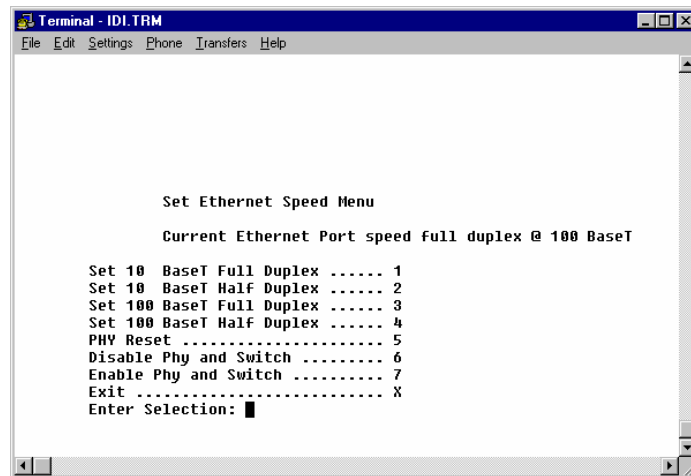 Terminal - IDI.TRM
File Edit Settings Phone Transfers Help
Set Ethernet Speed Menu
Current Ethernet Port speed full duplex @ 100 BaseT
Set 10  BaseT Full Duplex ...... 1
Set 10  BaseT Half Duplex ...... 2
Set 100 BaseT Full Duplex ...... 3
Set 100 BaseT Half Duplex ...... 4
PHY Reset ...................... 5
Disable Phy and Switch ......... 6
Enable Phy and Switch .......... 7
Exit ........................... X
Enter Selection: